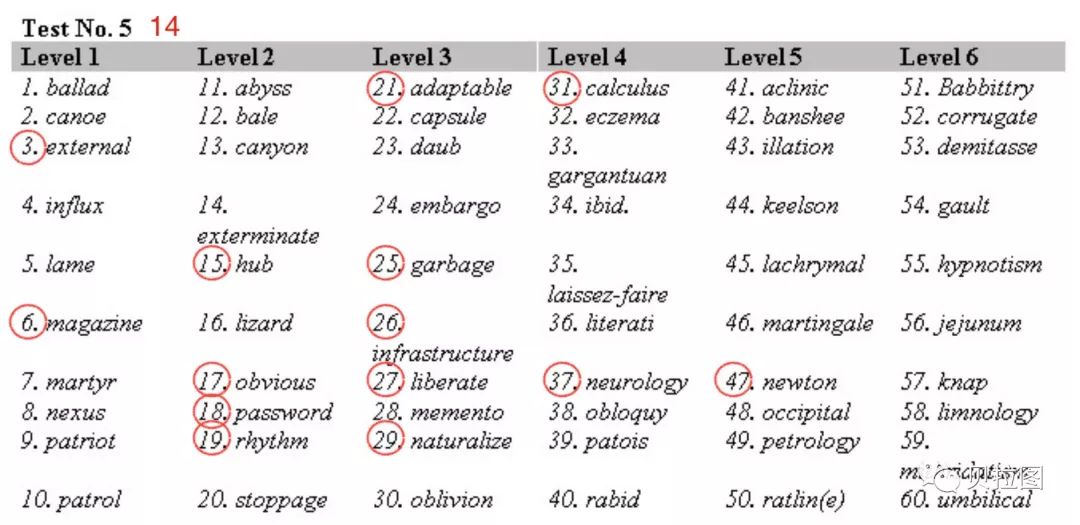 Test No. 5 14
Level 1 Level 2 Level 3 Level 4 Level 5 Level 6
1. ballad 11. abyss 21. adaptable 31. calculus 41. aclinic 51. Babbittry
2. canoe 12. bale 22. capsule 32. eczema 42. banshee 52. corrugate
3. external 13. canyon 23. daub 33. 43. illation 53. demitasse
gargantuan
4. influx 14. 24. embargo 34. ibid. 44. keelson 54. gault
exterminate
5. lame 15. hub 25. garbage 35. 45. lachrymal 55. hypnotism
laissez-faire
6. magazine 16. lizard 26. 36. literati 46. martingale 56. jejunum
infrastructure
7. martyr 17. obvious 27. liberate 37. neurology 47. newton 57. knap
8. nexus 18. password 28. memento 38. obloquy 48. occipital 58. limnology
9. patriot 19. rhythm 29. naturalize 39. patois 49. petrology 59.
贝拉图
10. patrol 20. stoppage 30. oblivion 40. rabid 50. ratlin(e) 60. umbilical